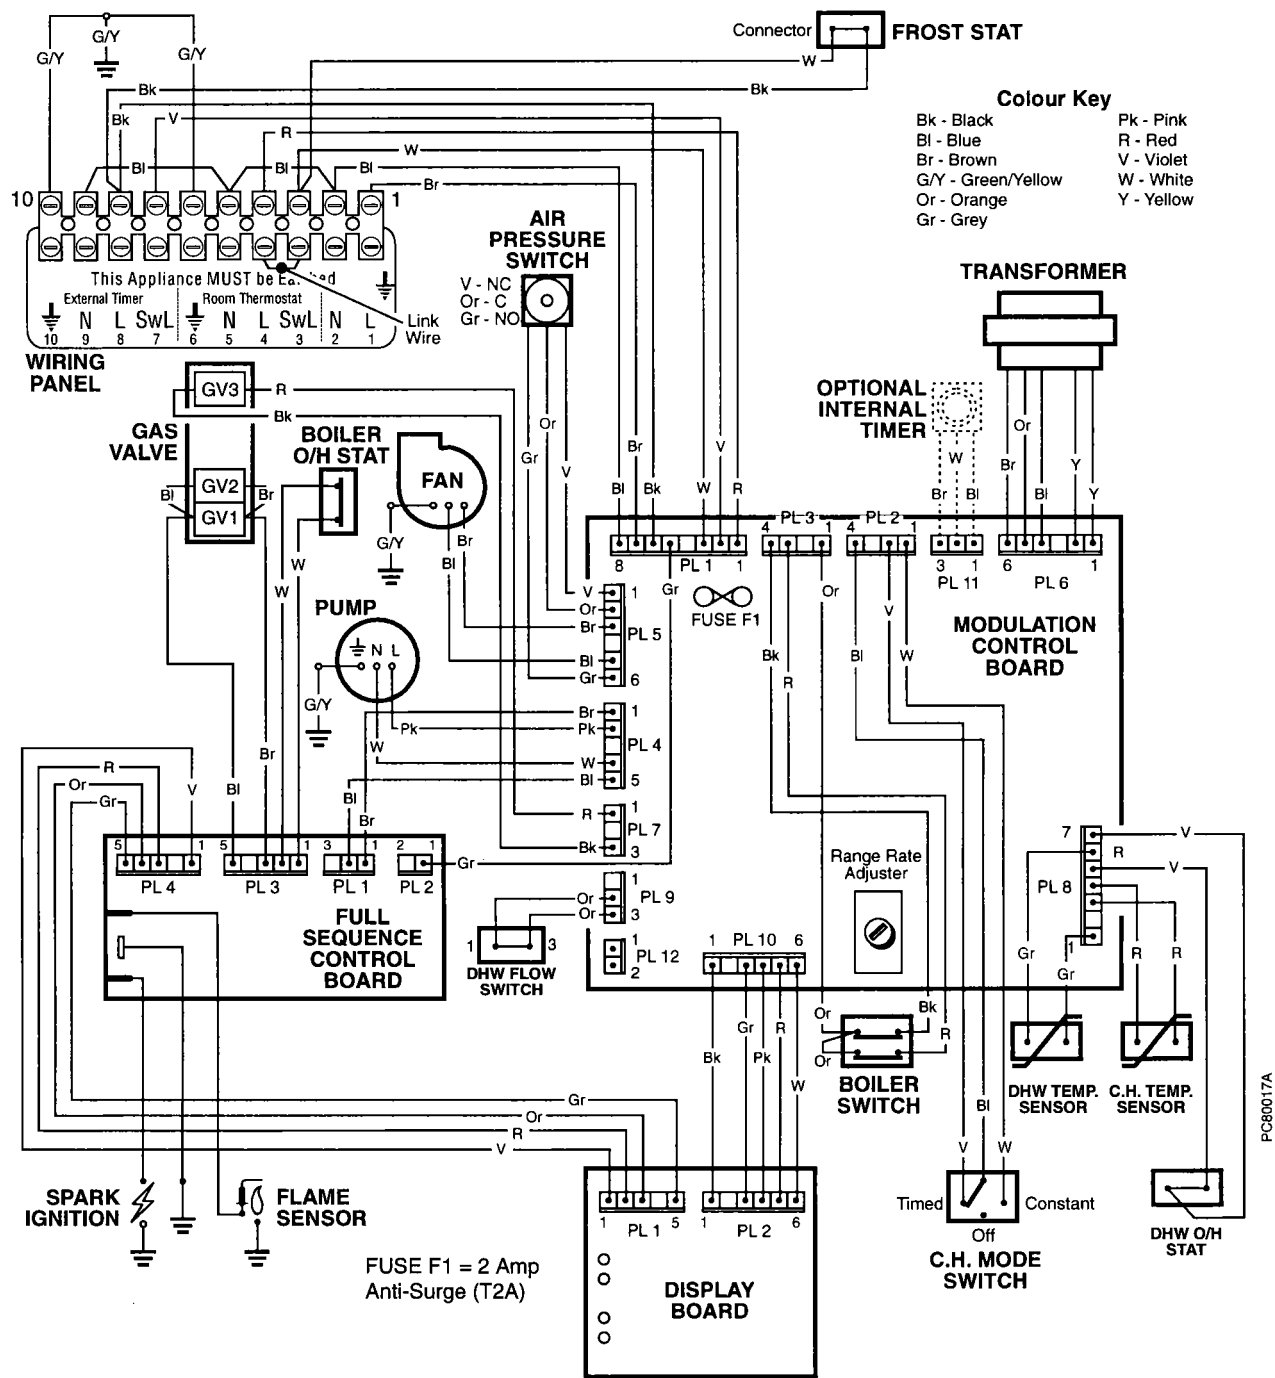 Connector
FROST STAT
G/Y
G/Y
G/Y
W
Bk
Bk
Colour Key
Bk - Black
Bl - Blue
Br - Brown
G/Y - Green/Yellow
Or - Orange
Gr - Grey
Pk - Pink
R - Red
V - Violet
W - White
Y - Yellow
Bk
V
R
W
Bl
Bl
Bl
Br
10
1
This Appliance MUST be
External Timer
Room Thermostat
N L SwL N L SwL N L
10 9 8 7 6 5 4 3 2 1
Link
Wire
WIRING
PANEL
AIR
PRESSURE
SWITCH
V - NC
Or - C
Gr - NO
TRANSFORMER
OPTIONAL
INTERNAL
TIMER
GV3
R
Bk
GAS
VALVE
GV2
GV1
Bl
Br
BOILER
O/H STAT
FAN
G/Y
Bl
Br
W
W
Gr
Or
V
Bl
Br
Bk
W
V
R
Br
W
Bl
Br
Or
Bl
Y
Y
8 PL 1 1
4 PL 3 1
4 PL 2 1
3 1
PL 11
6 PL 6 1
Gr
FUSE F1
Or
MODULATION
CONTROL
BOARD
PUMP
N L
G/Y
W
Pk
V 1
Or
Br PL 5
Bl
Gr 6
Br 1
Pk
PL 4
W
Bl 5
R 1
PL 7
Bk 3
Bk
R
Bl
V
W
Br
Bl
Bl
Br
R
Or
Gr
V
5 1
PL 4
5 1
PL 3
3 1
PL 1
2 1
PL 2
Gr
FULL
SEQUENCE
CONTROL
BOARD
1
Or PL 9
Or 3
1 3
DHW FLOW
SWITCH
1
PL 12
2
1 PL 10 6
Range Rate
Adjuster
7
PL 8
1
V
R
V
Gr
Gr
R
R
Bk
Gr
Pk
R
W
Or
Or
Bk
R
BOILER
SWITCH
DHW TEMP.
SENSOR
C.H. TEMP.
SENSOR
PC80017A
Gr
Or
R
V
SPARK
IGNITION
FLAME
SENSOR
1 PL 1 5
1 PL 2 6
DISPLAY
BOARD
FUSE F1 = 2 Amp
Anti-Surge (T2A)
V
Bl
W
Timed
Constant
Off
C.H. MODE
SWITCH
DHW O/H
STAT